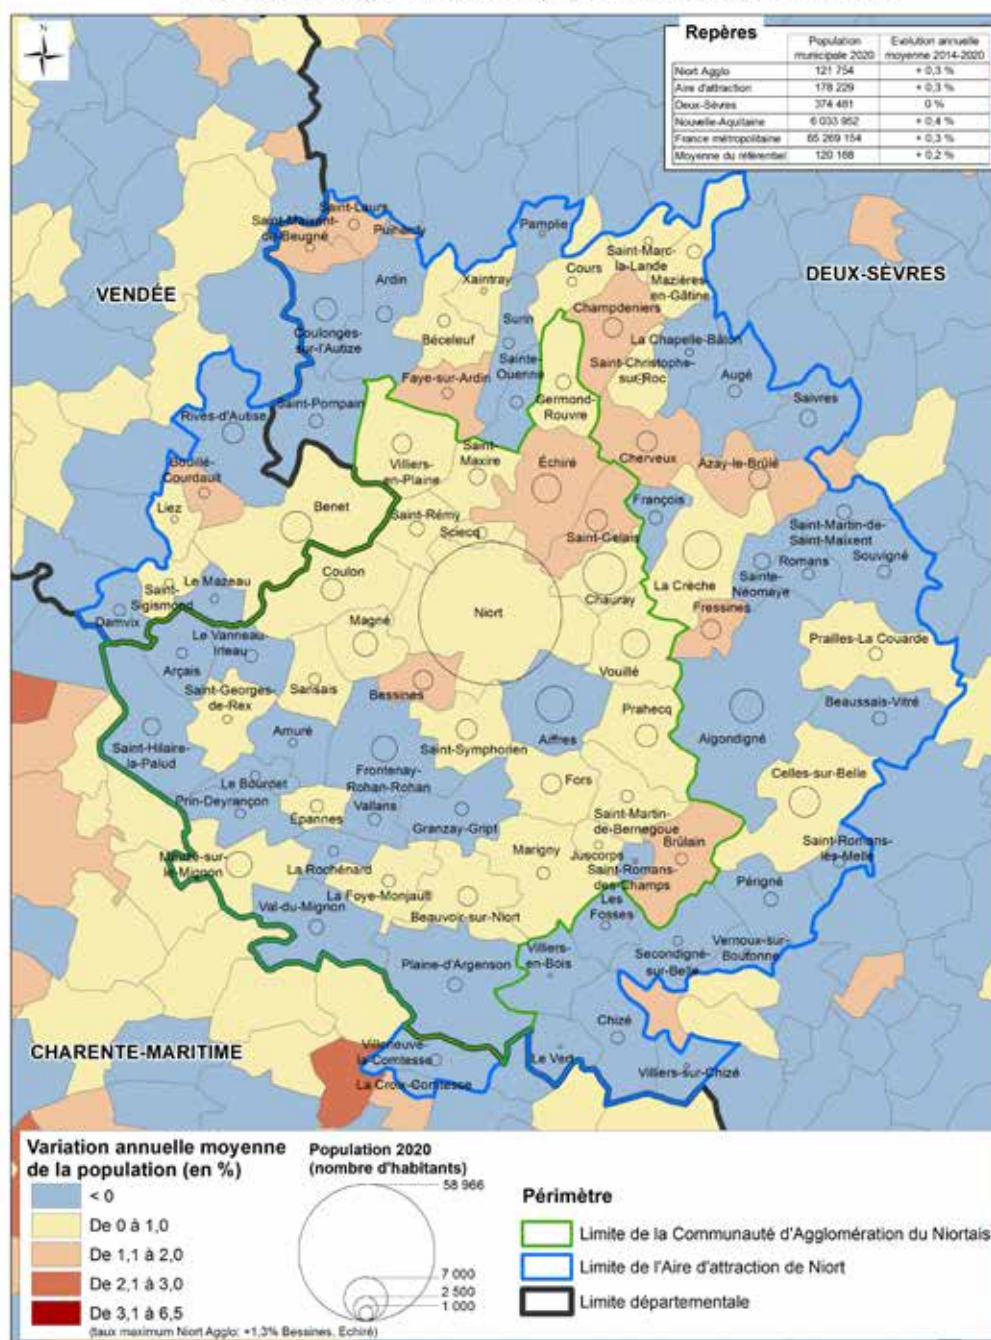 N
Repères
Population municipale 2020
Evolution annuelle moyenne 2014-2020
Niort Agglo 121 754 + 0,3 %
Aire d'attraction 178 229 + 0,3 %
Deux-Sèvres 374 481 0 %
Nouvelle-Aquitaine 6 033 952 + 0,4 %
France métropolitaine 65 269 154 + 0,3 %
Moyenne du référentiel 120 168 + 0,2 %
VENDÉE
DEUX-SÈVRES
CHARENTE-MARITIME
Saint-Laurs
Saint-Maixent-de-Beugné
Puihardy
Pamplie
Ardin
Xaintray
Cours
Saint-Marc-la-Lande
Mazières-en-Gâtine
Champdeniers
Surin
Coulonges-sur-l'Autize
Béceleuf
La Chapelle-Bâton
Sainte-Ouenne
Saint-Christophe-sur-Roc
Faye-sur-Ardin
Augé
Germond-Rouvre
Saivres
Rives-d'Autise
Saint-Pompain
Saint-Maxire
Villiers-en-Plaine
Échiré
Cherveux
Azay-le-Brûlé
Bouillé-Courdault
Liez
Benet
François
Saint-Rémy
Sciecq
Saint-Gelais
Saint-Martin-de-Saint-Maixent
Souvigné
Romans
Sainte-Néomaye
La Crèche
Coulon
Chauray
Saint-Sigismond
Le Mazeau
Damvix
Niort
Magné
Fressines
Le Vanneau-Irleau
Arçais
Vouillé
Prailles-La Couarde
Saint-Georges-de-Rex
Sansais
Bessines
Beaussais-Vitré
Prahecq
Amuré
Saint-Symphorien
Aiffres
Aigondigné
Saint-Hilaire-la-Palud
Le Bourdet
Frontenay-Rohan-Rohan
Celles-sur-Belle
Prin-Deyrançon
Épannes
Vallans
Fors
Granzay-Gript
Saint-Martin-de-Bernegoue
Marigny
Juscorps
Brûlain
Saint-Romans-lès-Melle
Mauzé-sur-le-Mignon
La Rochénard
La Foye-Monjault
Saint-Romans-des-Champs
Périgné
Val-du-Mignon
Beauvoir-sur-Niort
Les Fosses
Plaine-d'Argenson
Villiers-en-Bois
Secondigné-sur-Belle
Vernoux-sur-Boutonne
Chizé
Villeneuve-la-Comtesse
La Croix-Comtesse
Le Vert
Villiers-sur-Chizé
Variation annuelle moyenne
de la population (en %)
< 0
De 0 à 1,0
De 1,1 à 2,0
De 2,1 à 3,0
De 3,1 à 6,5
(taux maximum Niort Agglo: +1,3% Bessines, Echiré)
Population 2020
(nombre d'habitants)
58 966
7 000
2 500
1 000
Périmètre
Limite de la Communauté d'Agglomération du Niortais
Limite de l'Aire d'attraction de Niort
Limite départementale